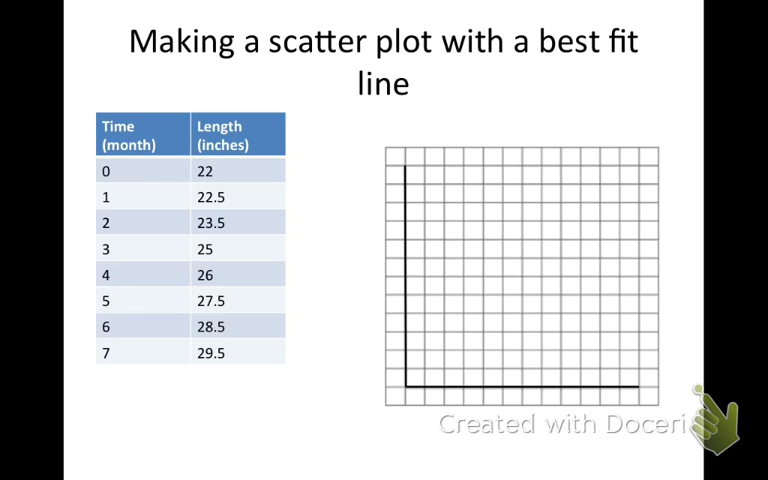 Making a scatter plot with a best fit
line
Time Length
(month) (inches)
0 22
1 22.5
2 23.5
3 25
4 26
5 27.5
6 28.5
7 29.5
Created with Doceri